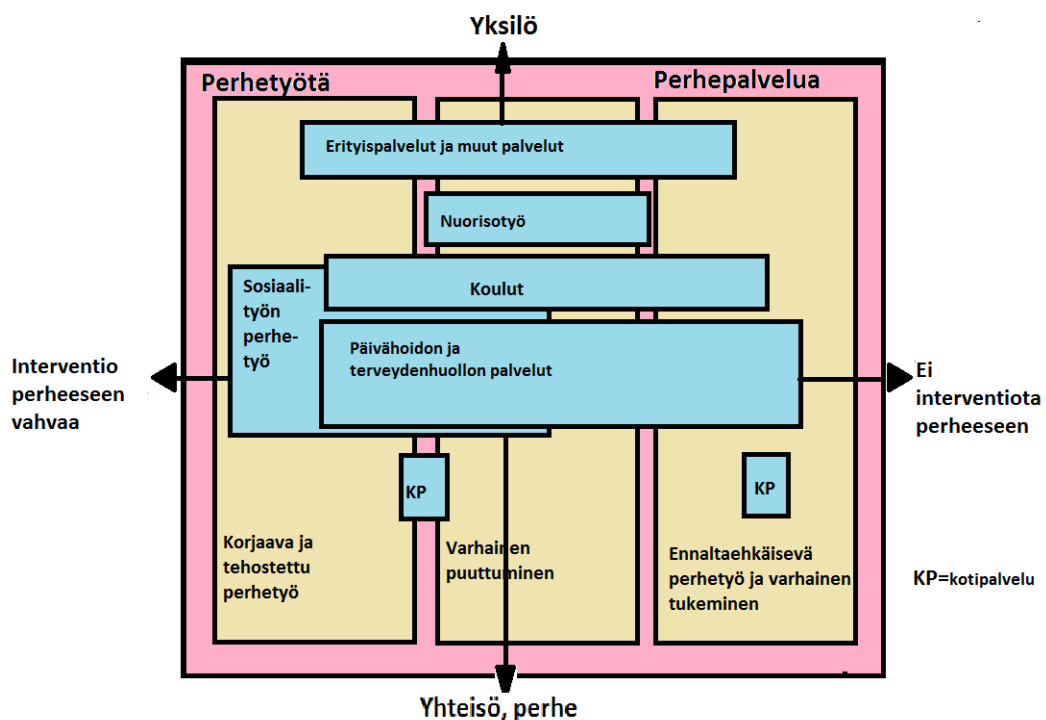 Yksilö
Perhetyötä
Perhepalvelua
Erityispalvelut ja muut palvelut
Nuorisotyö
Koulut
Sosiaali-
työn
perhe-
työ
Päivähoidon ja
terveydenhuollon palvelut
Interventio
perheeseen
vahvaa
Ei
interventiota
perheeseen
KP
KP
Korjaava ja
tehostettu
perhetyö
Varhainen
puuttuminen
Ennaltaehkäisevä
perhetyö ja varhainen
tukeminen
KP=kotipalvelu
Yhteisö, perhe